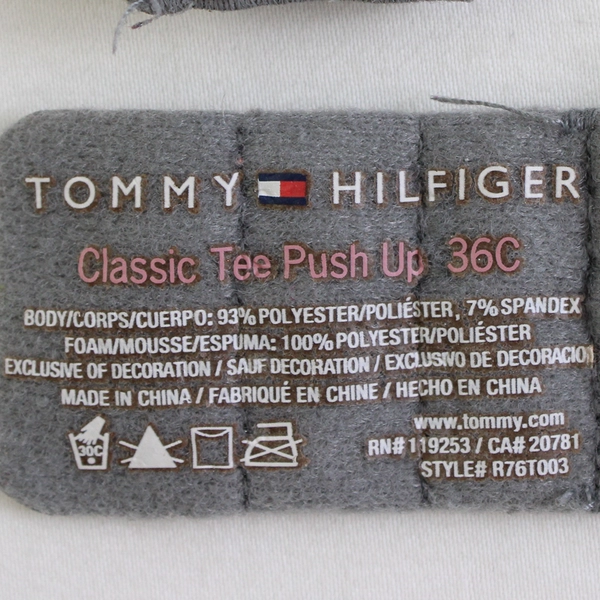 TOMMY HILFIGER
Classic Tee Push Up 36C
BODY/CORPS/CUERPO: 93% POLYESTER/POLIÉSTER, 7% SPANDEX
FOAM/MOUSSE/ESPUMA: 100% POLYESTER/POLIÉSTER
EXCLUSIVE OF DECORATION / SAUF DECORATION / EXCLUSIVO DE DECORACION
MADE IN CHINA / FABRIQUÉ EN CHINE / HECHO EN CHINA
30C
www.tommy.com
RN# 119253 / CA# 20781
STYLE# R76T003